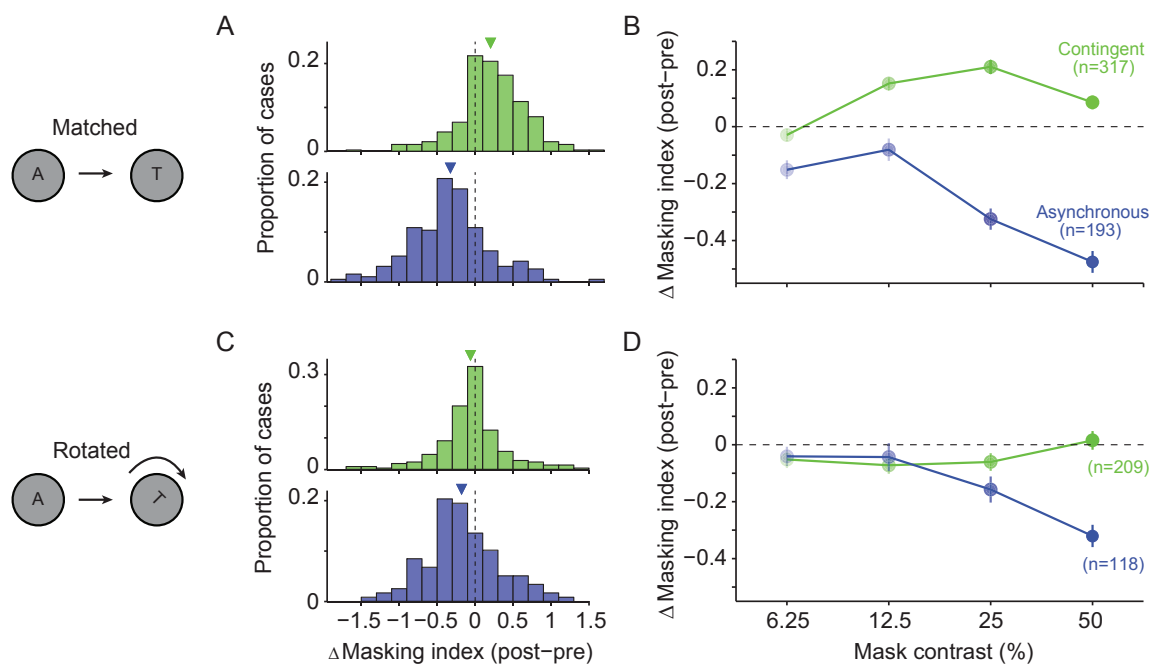 A
B
0.2
0
0.2
0
Proportion of cases
Matched
A
T
Δ Masking index (post−pre)
0.2
0
−0.2
−0.4
Contingent
(n=317)
Asynchronous
(n=193)
C
D
0.3
0
0.2
0
Proportion of cases
Rotated
A
T
−1.5 −1 −0.5 0 0.5 1 1.5
Δ Masking index (post−pre)
Δ Masking index (post−pre)
0.2
0
−0.2
−0.4
(n=209)
(n=118)
6.25 12.5 25 50
Mask contrast (%)